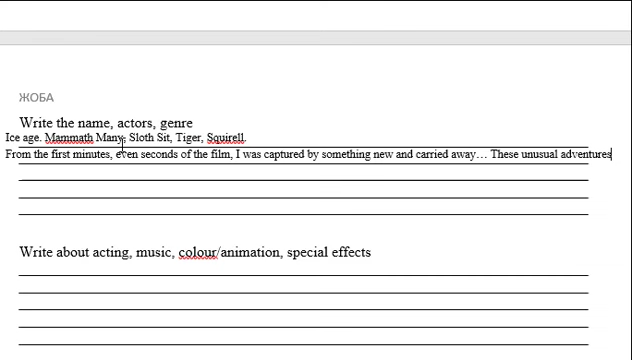 ЖОБА
Write the name, actors, genre
Ice age. Mammath Many, Sloth Sit, Tiger, Squirell.
From the first minutes, even seconds of the film, I was captured by something new and carried away… These unusual adventures
Write about acting, music, colour/animation, special effects